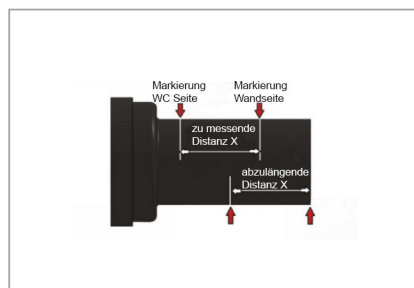 Markierung
WC Seite
Markierung
Wandseite
zu messende
Distanz X
abzulängende
Distanz X